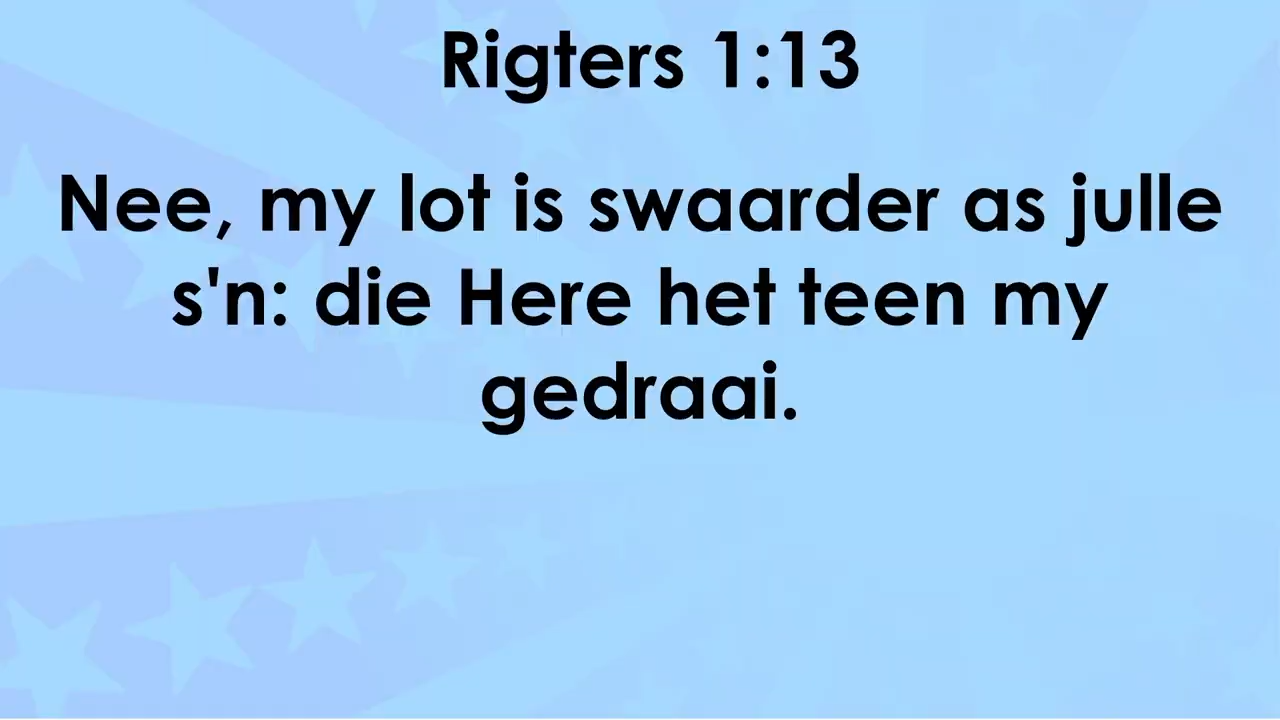 Rigters 1:13
Nee, my lot is swaarder as julle
s'n: die Here het teen my
gedraai.